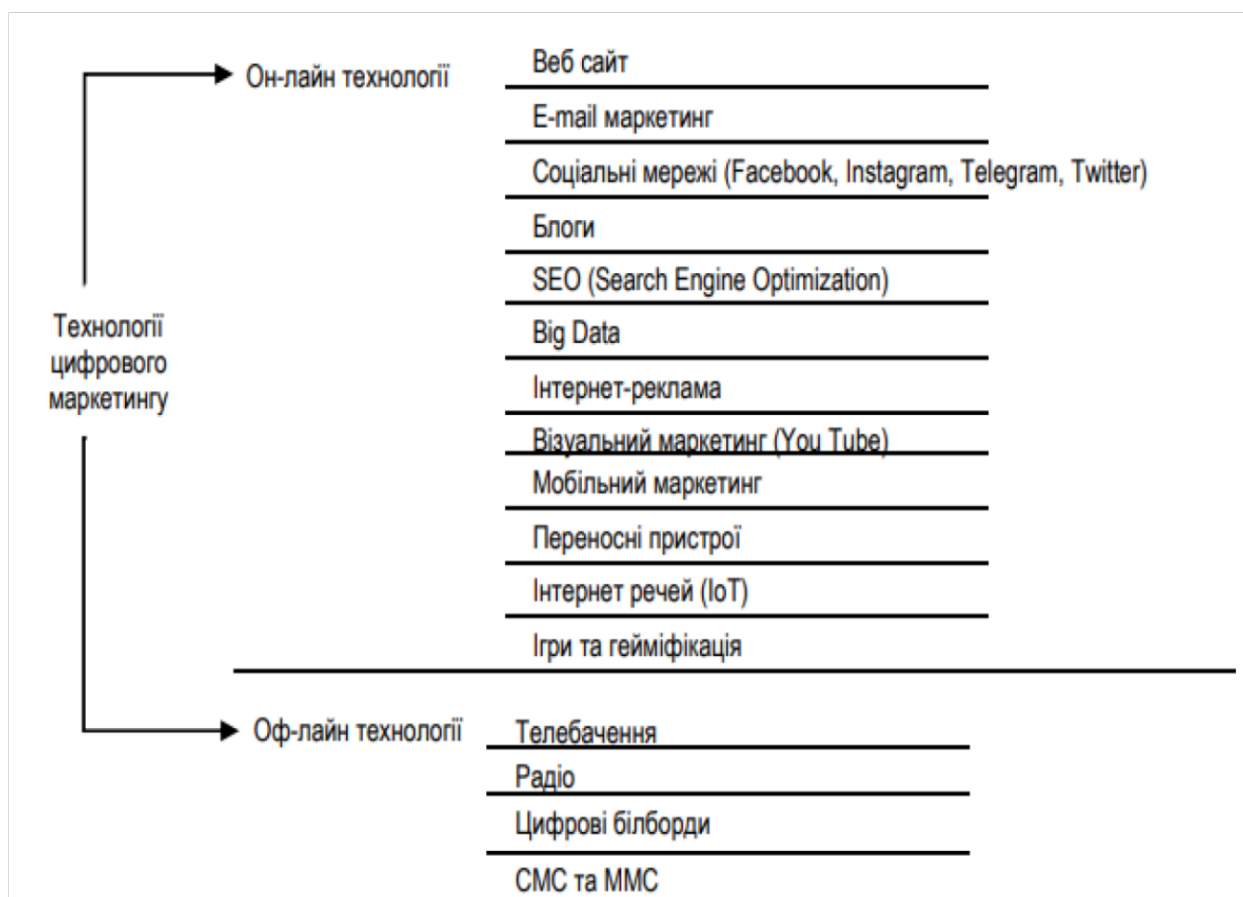 Он-лайн технології
Веб сайт
E-mail маркетинг
Соціальні мережі (Facebook, Instagram, Telegram, Twitter)
Блоги
SEO (Search Engine Optimization)
Big Data
Інтернет-реклама
Візуальний маркетинг (You Tube)
Мобільний маркетинг
Переносні пристрої
Інтернет речей (IoT)
Ігри та гейміфікація
Технології
цифрового
маркетингу
Оф-лайн технології
Телебачення
Радіо
Цифрові білборди
СМС та ММС